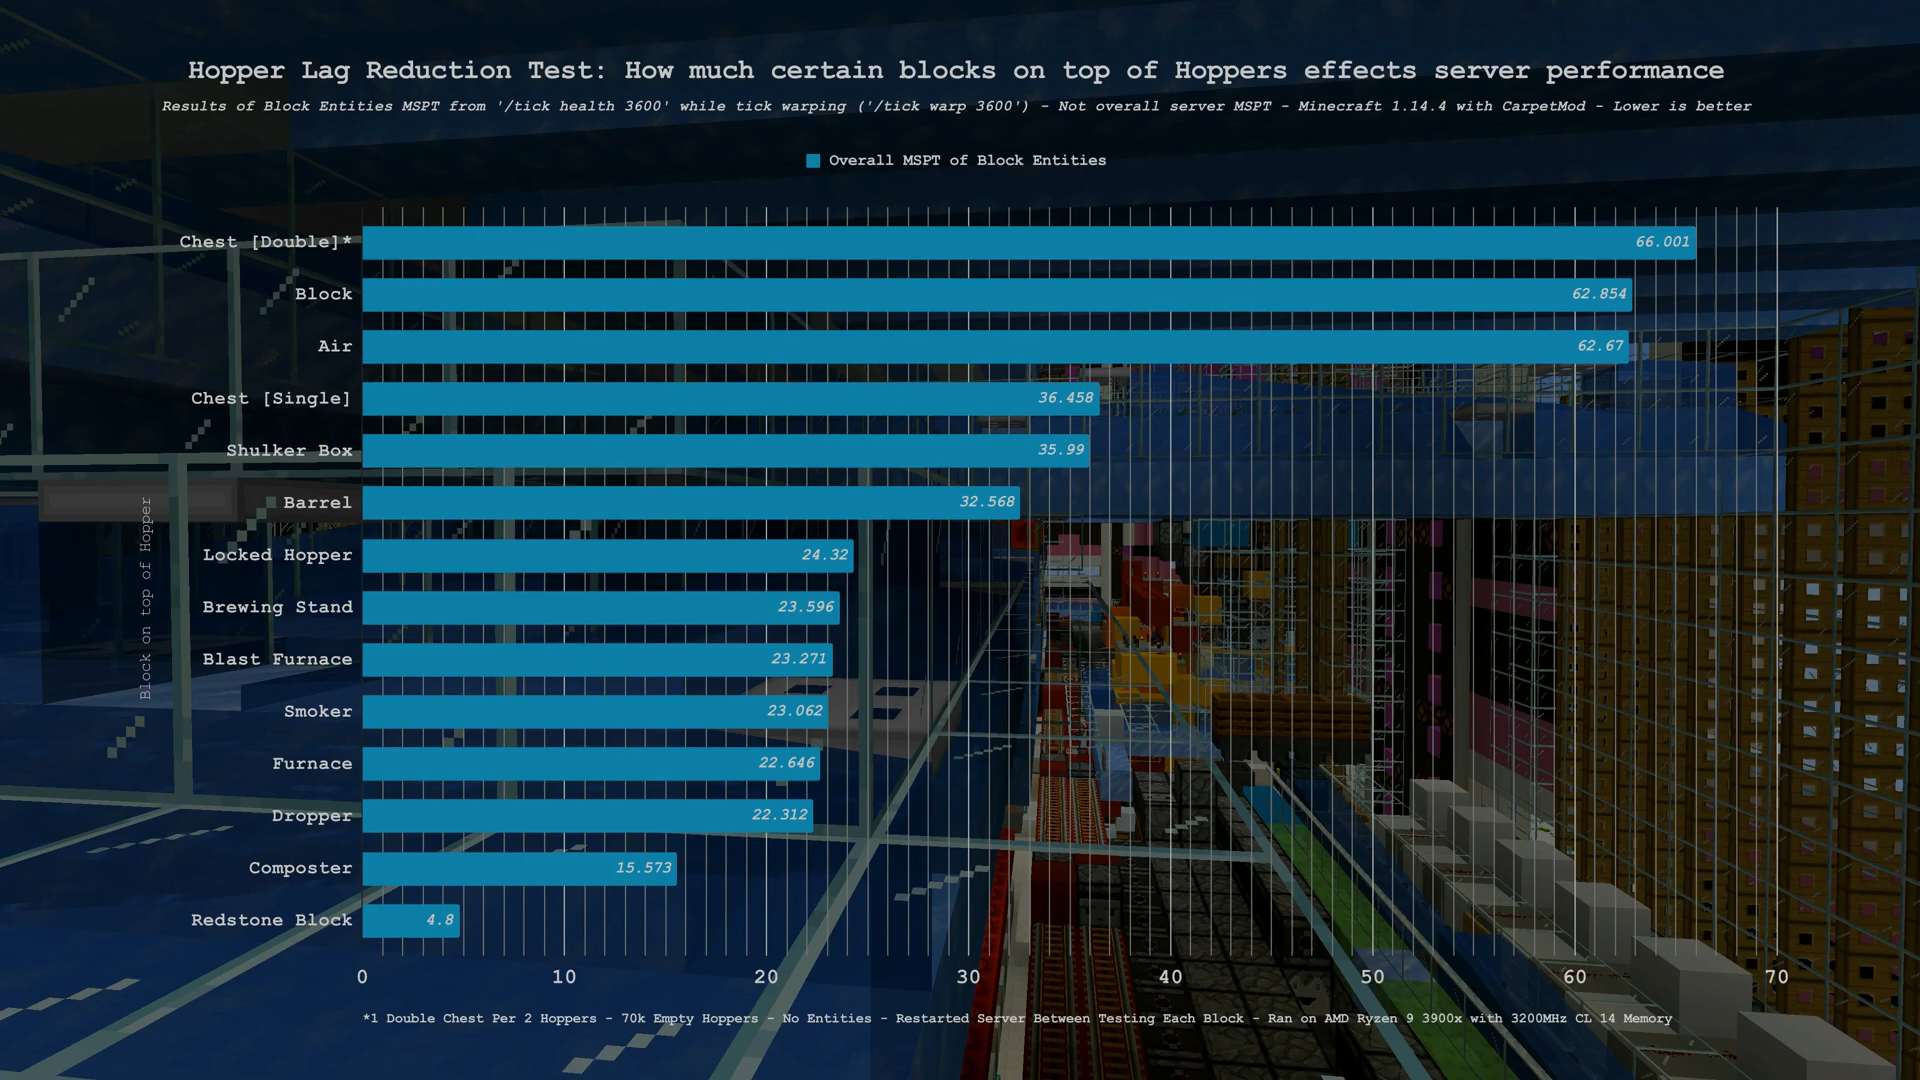 Hopper Lag Reduction Test: How much certain blocks on top of Hoppers effects server performance
Results of Block Entities MSPT from '/tick health 3600' while tick warping ('/tick warp 3600') - Not overall server MSPT - Minecraft 1.14.4 with CarpetMod - Lower is better
Overall MSPT of Block Entities
Block on top of Hopper
Chest [Double]* 66.001
Block 62.854
Air 62.67
Chest [Single] 36.458
Shulker Box 35.99
Barrel 32.568
Locked Hopper 24.32
Brewing Stand 23.596
Blast Furnace 23.271
Smoker 23.062
Furnace 22.646
Dropper 22.312
Composter 15.573
Redstone Block 4.8
0 10 20 30 40 50 60 70
*1 Double Chest Per 2 Hoppers - 70k Empty Hoppers - No Entities - Restarted Server Between Testing Each Block - Ran on AMD Ryzen 9 3900x with 3200MHz CL 14 Memory